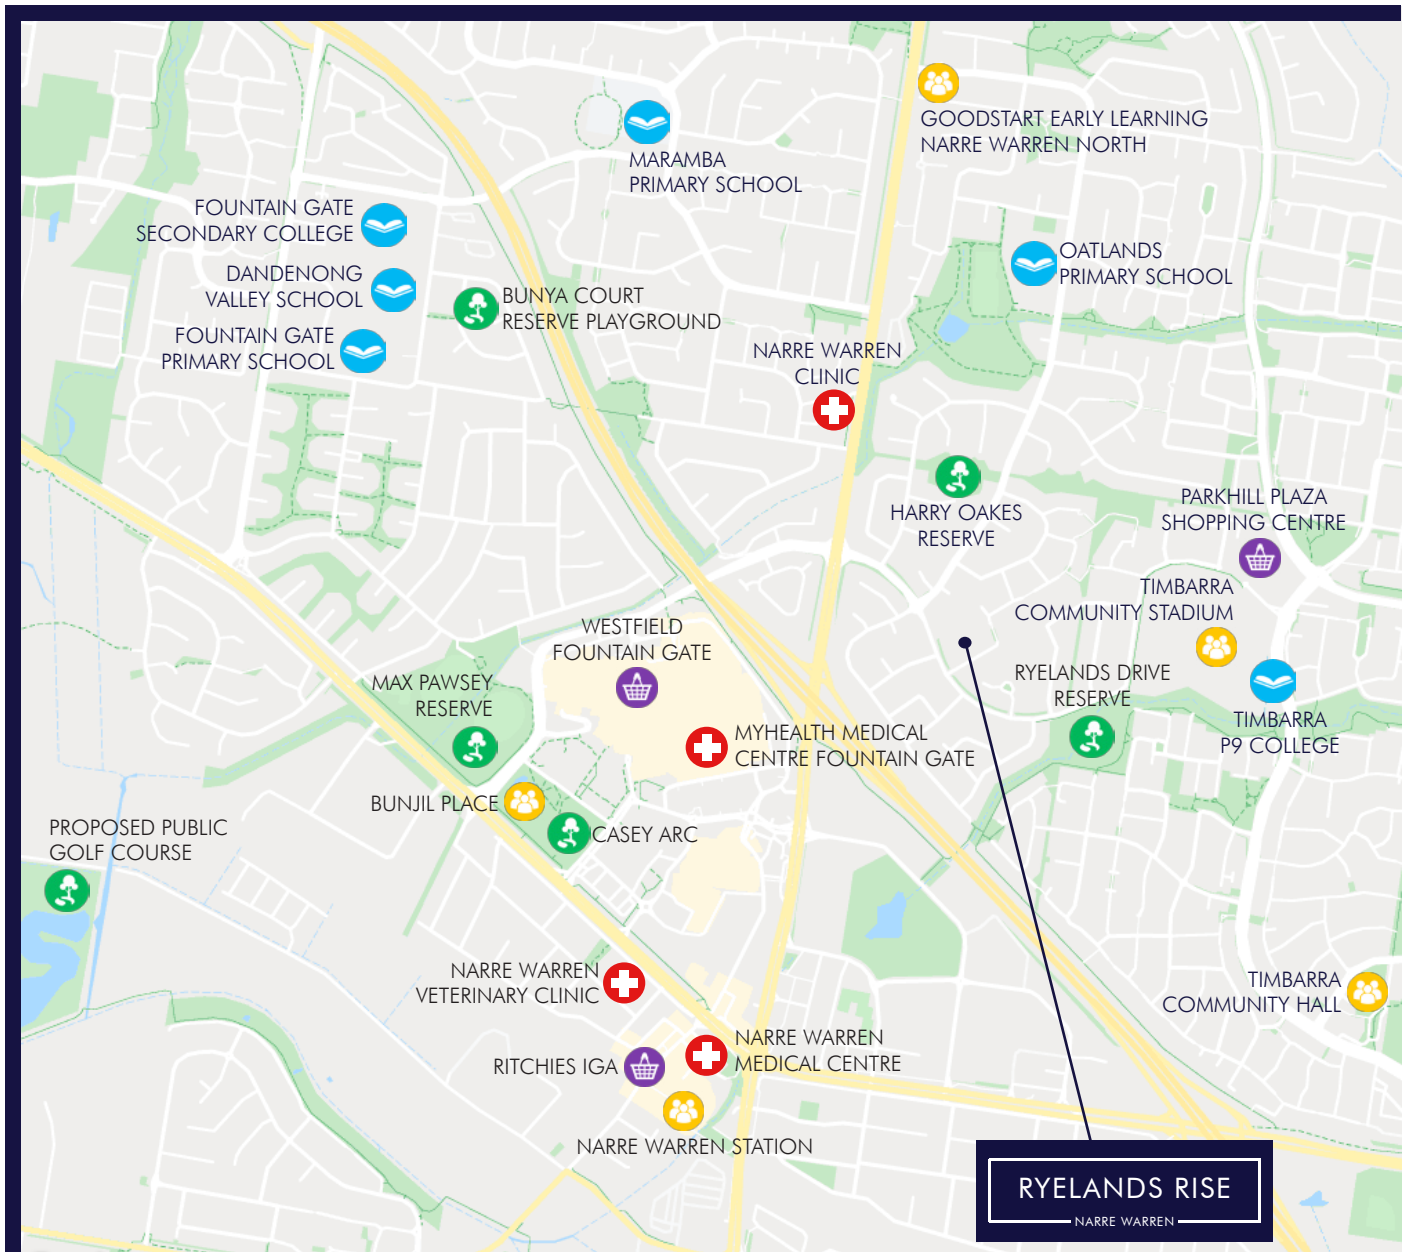 GOODSTART EARLY LEARNING
NARRE WARREN NORTH
MARAMBA
PRIMARY SCHOOL
FOUNTAIN GATE
SECONDARY COLLEGE
DANDENONG
VALLEY SCHOOL
FOUNTAIN GATE
PRIMARY SCHOOL
BUNYA COURT
RESERVE PLAYGROUND
OATLANDS
PRIMARY SCHOOL
NARRE WARREN
CLINIC
HARRY OAKES
RESERVE
PARKHILL PLAZA
SHOPPING CENTRE
TIMBARRA
COMMUNITY STADIUM
WESTFIELD
FOUNTAIN GATE
MAX PAWSEY
RESERVE
RYELANDS DRIVE
RESERVE
TIMBARRA
P9 COLLEGE
MYHEALTH MEDICAL
CENTRE FOUNTAIN GATE
BUNJIL PLACE
CASEY ARC
PROPOSED PUBLIC
GOLF COURSE
NARRE WARREN
VETERINARY CLINIC
TIMBARRA
COMMUNITY HALL
NARRE WARREN
MEDICAL CENTRE
RITCHIES IGA
NARRE WARREN STATION
RYELANDS RISE
NARRE WARREN